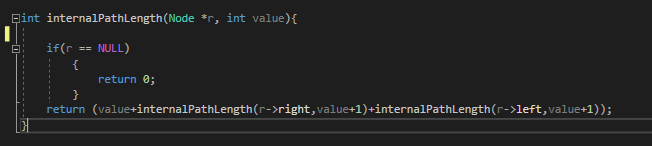 int internalPathLength(Node *r, int value){
if(r == NULL)
{
return 0;
}
return (value+internalPathLength(r->right,value+1)+internalPathLength(r->left,value+1));
}